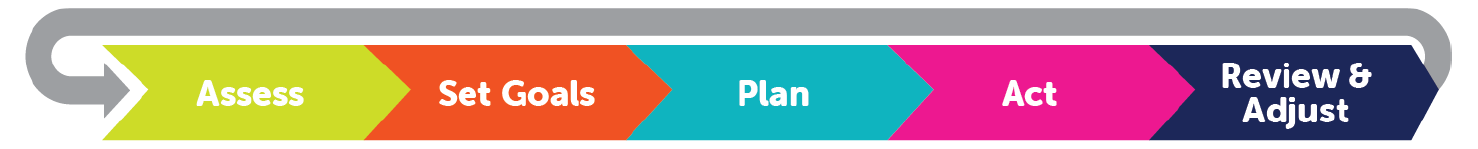 Assess
Set Goals
Plan
Act
Review &
Adjust